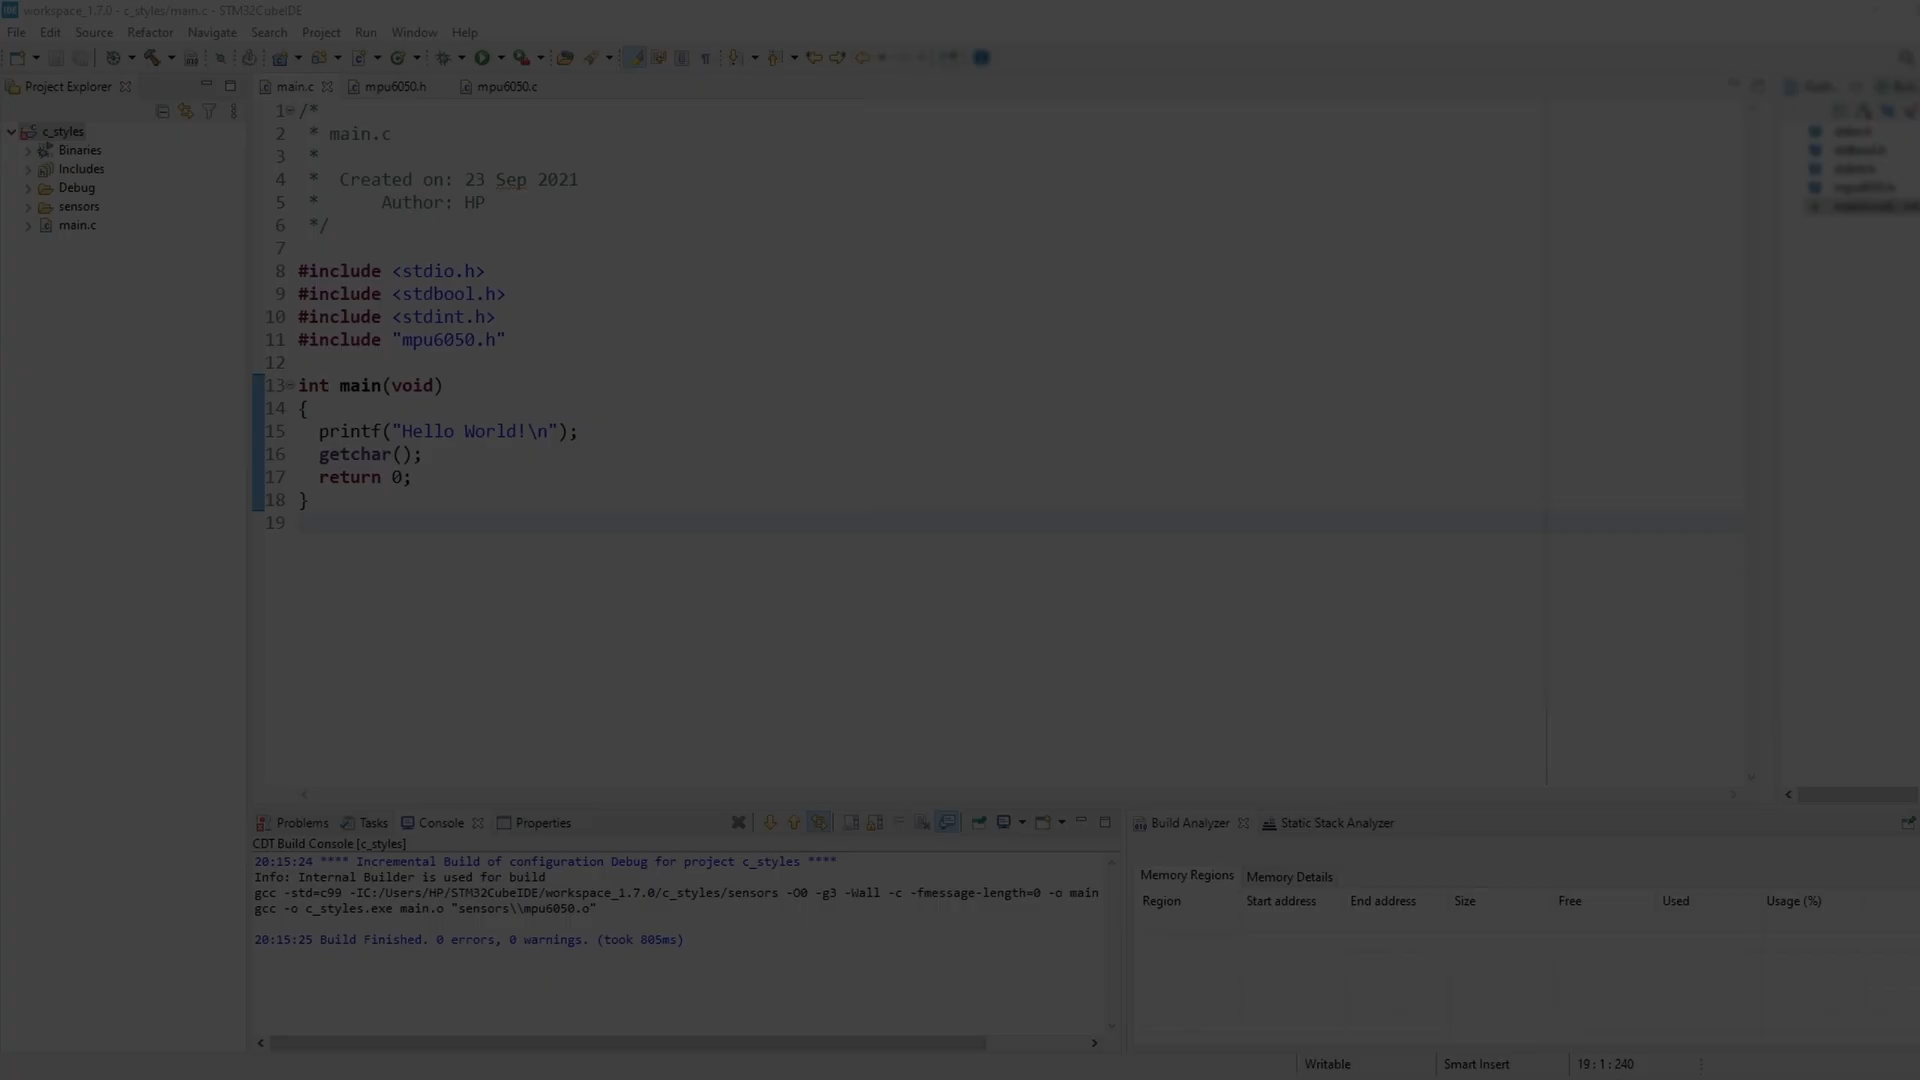 workspace_1.7.0 - c_styles/main.c - STM32CubeIDE
File Edit Source Refactor Navigate Search Project Run Window Help
Project Explorer
c_styles
Binaries
Includes
Debug
sensors
main.c
main.c mpu6050.h mpu6050.c
1 /*
2 * main.c
3 *
4 * Created on: 23 Sep 2021
5 * Author: HP
6 */
7
8 #include <stdio.h>
9 #include <stdbool.h>
10 #include <stdint.h>
11 #include "mpu6050.h"
12
13 int main(void)
14 {
15 printf("Hello World!\n");
16 getchar();
17 return 0;
18 }
19
Problems Tasks Console Properties
CDT Build Console [c_styles]
20:15:24 **** Incremental Build of configuration Debug for project c_styles ****
Info: Internal Builder is used for build
gcc -std=c99 -IC:/Users/HP/STM32CubeIDE/workspace_1.7.0/c_styles/sensors -O0 -g3 -Wall -c -fmessage-length=0 -o main
gcc -o c_styles.exe main.o "sensors\\mpu6050.o"
20:15:25 Build Finished. 0 errors, 0 warnings. (took 805ms)
Build Analyzer Static Stack Analyzer
Memory Regions Memory Details
Region Start address End address Size Free Used Usage (%)
Writable Smart Insert 19 : 1 : 240